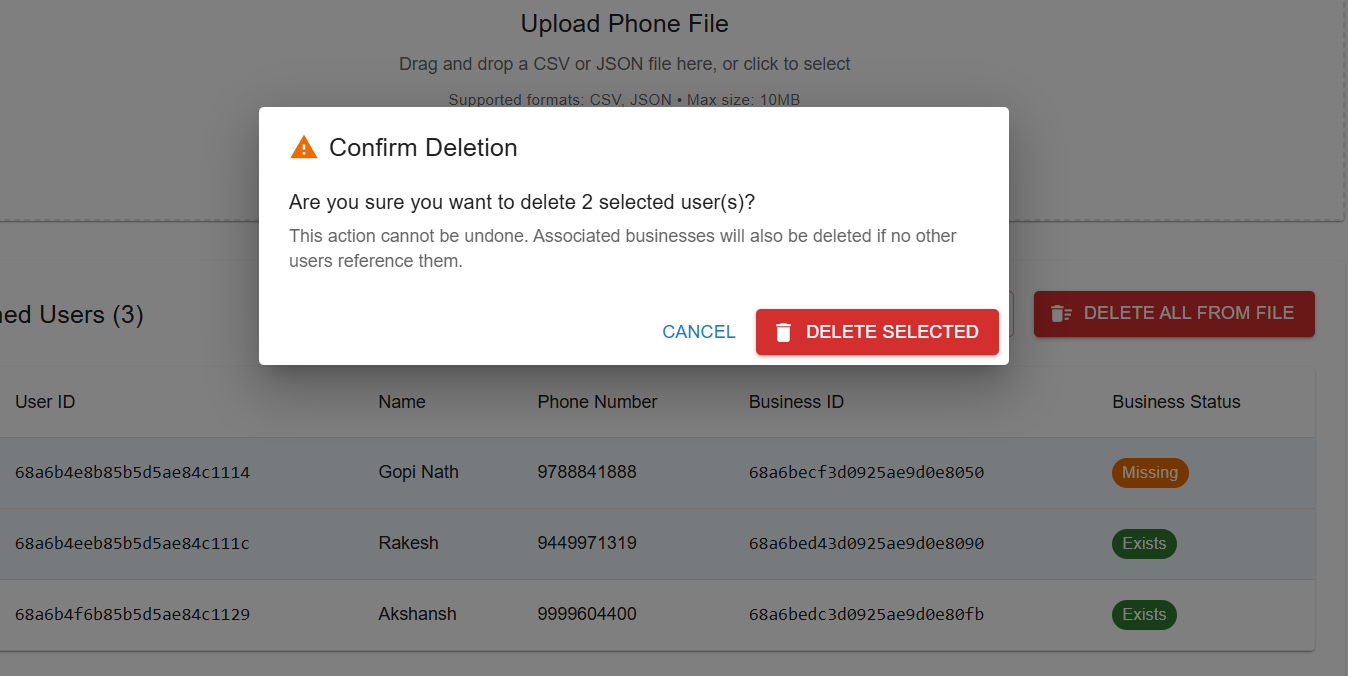 Upload Phone File
Drag and drop a CSV or JSON file here, or click to select
Supported formats: CSV, JSON • Max size: 10MB
Confirm Deletion
Are you sure you want to delete 2 selected user(s)?
This action cannot be undone. Associated businesses will also be deleted if no other
users reference them.
CANCEL
DELETE SELECTED
Users (3)
DELETE ALL FROM FILE
User ID Name Phone Number Business ID Business Status
68a6b4e8b85b5d5ae84c1114 Gopi Nath 9788841888 68a6becf3d0925ae9d0e8050 Missing
68a6b4eeb85b5d5ae84c111c Rakesh 9449971319 68a6bed43d0925ae9d0e8090 Exists
68a6b4f6b85b5d5ae84c1129 Akshansh 9999604400 68a6bedc3d0925ae9d0e80fb Exists